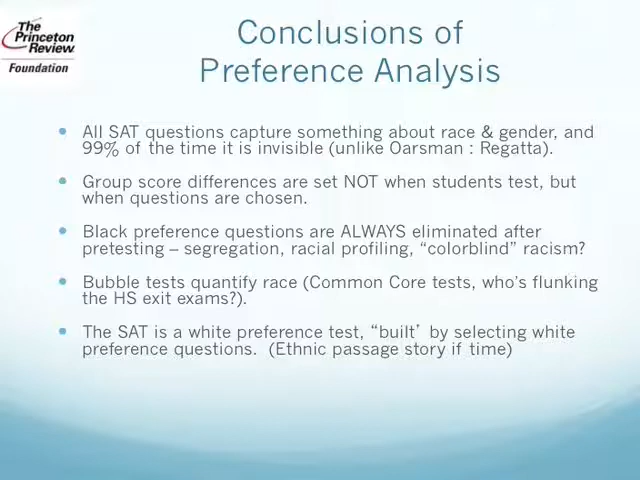 The
Princeton
Review
Foundation
Conclusions of
Preference Analysis
• All SAT questions capture something about race & gender, and
99% of the time it is invisible (unlike Oarsman : Regatta).
• Group score differences are set NOT when students test, but
when questions are chosen.
• Black preference questions are ALWAYS eliminated after
pretesting – segregation, racial profiling, “colorblind” racism?
• Bubble tests quantify race (Common Core tests, who’s flunking
the HS exit exams?).
• The SAT is a white preference test, “built’ by selecting white
preference questions.  (Ethnic passage story if time)